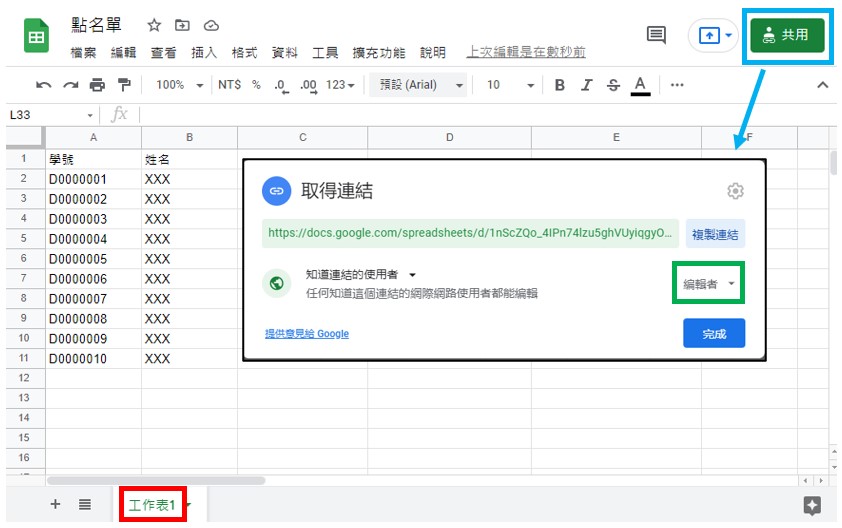 點名單
檔案 編輯 查看 插入 格式 資料 工具 擴充功能 說明 上次編輯是在數秒前
共用
100% NT$ % .0 .00 123 預設 (Arial) 10 B I S A
L33 fx
A B C D E F
1 學號 姓名
2 D0000001 XXX
3 D0000002 XXX
4 D0000003 XXX
5 D0000004 XXX
6 D0000005 XXX
7 D0000006 XXX
8 D0000007 XXX
9 D0000008 XXX
10 D0000009 XXX
11 D0000010 XXX
12
13
14
15
16
取得連結
https://docs.google.com/spreadsheets/d/1nScZQo_4IPn74lzu5ghVUyiqgyO... 複製連結
知道連結的使用者
任何知道這個連結的網際網路使用者都能編輯
編輯者
提供意見給 Google
完成
工作表1